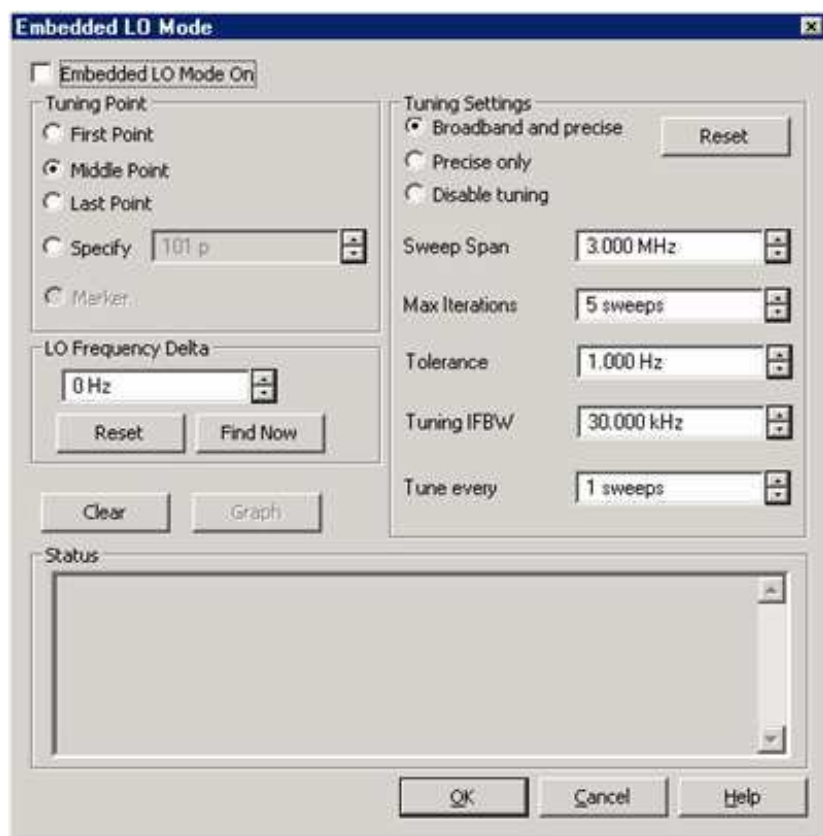 Embedded LO Mode
Embedded LO Mode On
Tuning Point
First Point
Middle Point
Last Point
Specify 101 p
Marker
LO Frequency Delta
0 Hz
Reset Find Now
Clear Graph
Tuning Settings
Broadband and precise
Reset
Precise only
Disable tuning
Sweep Span 3.000 MHz
Max Iterations 5 sweeps
Tolerance 1.000 Hz
Tuning IFBW 30.000 kHz
Tune every 1 sweeps
Status
OK Cancel Help